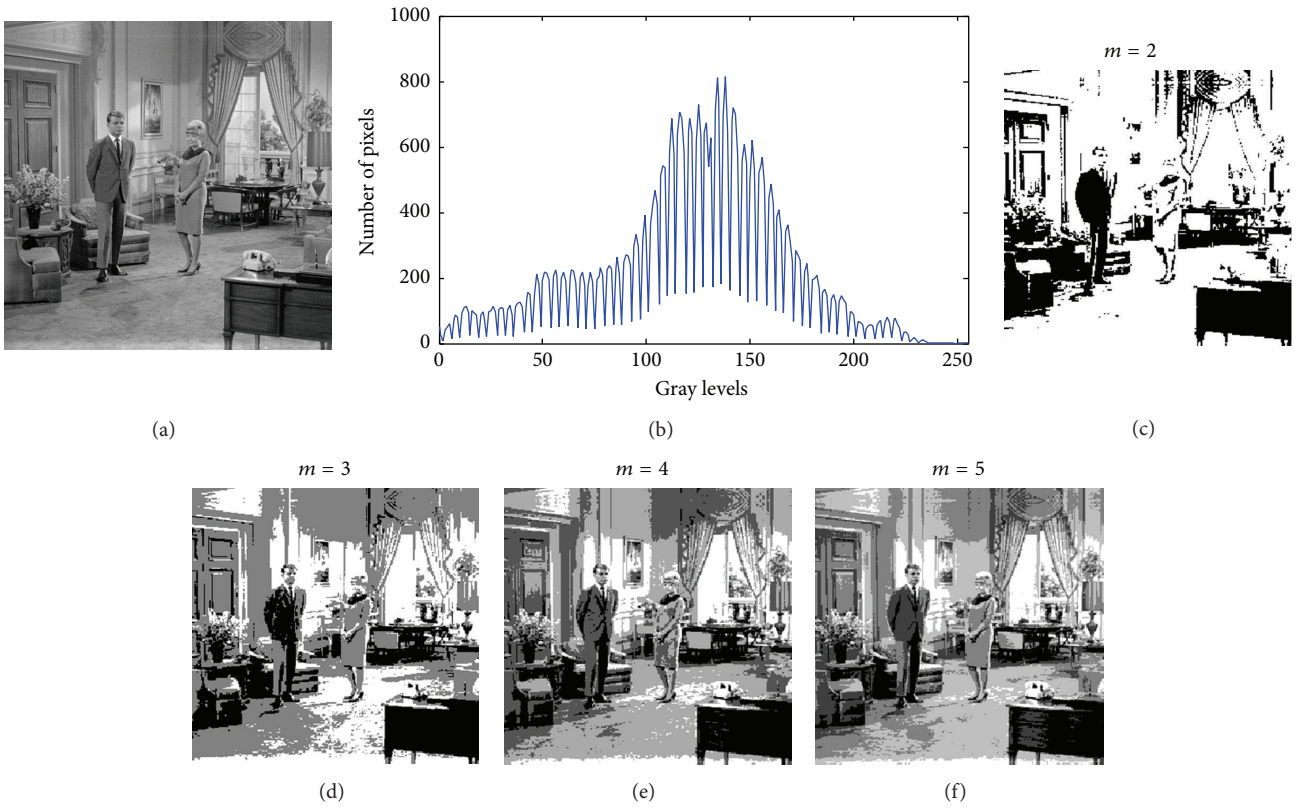 1000
800
600
400
200
0
Number of pixels
0 50 100 150 200 250
Gray levels
m = 2
(a)
(b)
(c)
m = 3
m = 4
m = 5
(d)
(e)
(f)